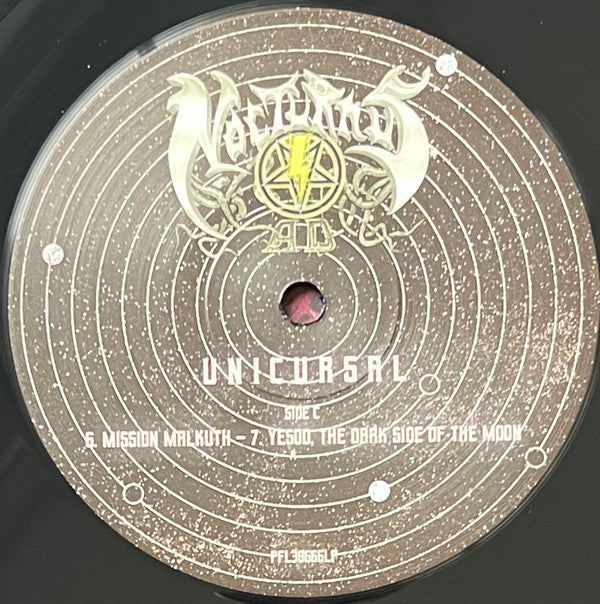 NOCTURNUS
AD
UNICURSAL
SIDE C
6. MISSION MALKUTH – 7. YESOD, THE DARK SIDE OF THE MOON
PFL38666LP